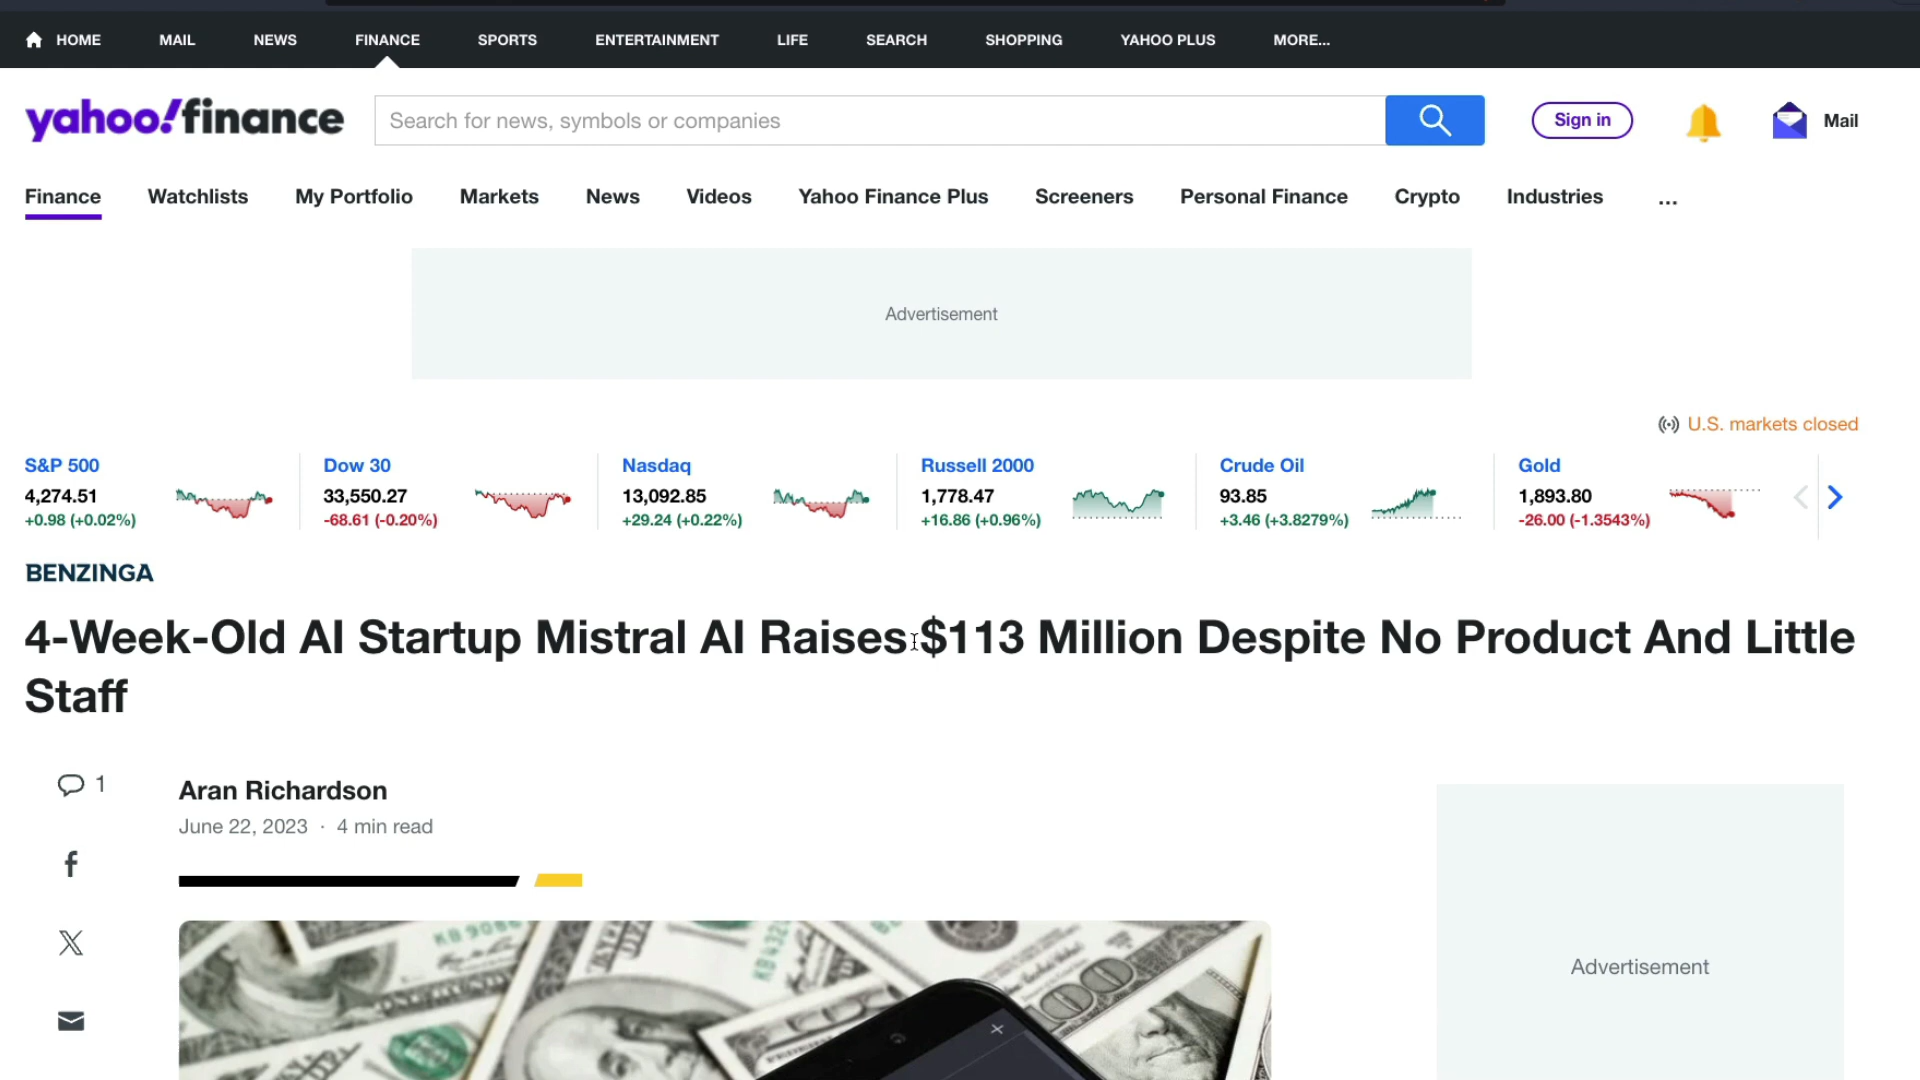 HOME MAIL NEWS FINANCE SPORTS ENTERTAINMENT LIFE SEARCH SHOPPING YAHOO PLUS MORE...
yahoo!finance Search for news, symbols or companies Sign in Mail
Finance Watchlists My Portfolio Markets News Videos Yahoo Finance Plus Screeners Personal Finance Crypto Industries ...
Advertisement
U.S. markets closed
S&P 500 Dow 30 Nasdaq Russell 2000 Crude Oil Gold
4,274.51 33,550.27 13,092.85 1,778.47 93.85 1,893.80
+0.98 (+0.02%) -68.61 (-0.20%) +29.24 (+0.22%) +16.86 (+0.96%) +3.46 (+3.8279%) -26.00 (-1.3543%)
BENZINGA
4-Week-Old AI Startup Mistral AI Raises $113 Million Despite No Product And Little
Staff
1
Aran Richardson
June 22, 2023 · 4 min read
Advertisement
100